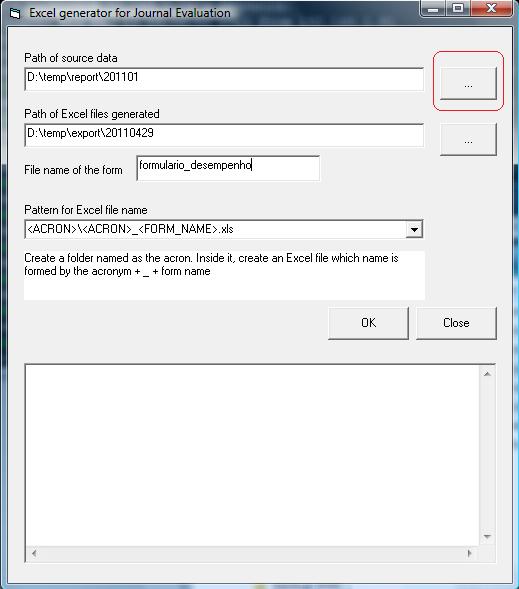 Excel generator for Journal Evaluation
Path of source data
D:\temp\report\201101
...
Path of Excel files generated
D:\temp\export\20110429
...
File name of the form
formulario_desempenho
Pattern for Excel file name
<ACRON>\<ACRON>_<FORM_NAME>.xls
Create a folder named as the acron. Inside it, create an Excel file which name is
formed by the acronym + _ + form name
OK
Close